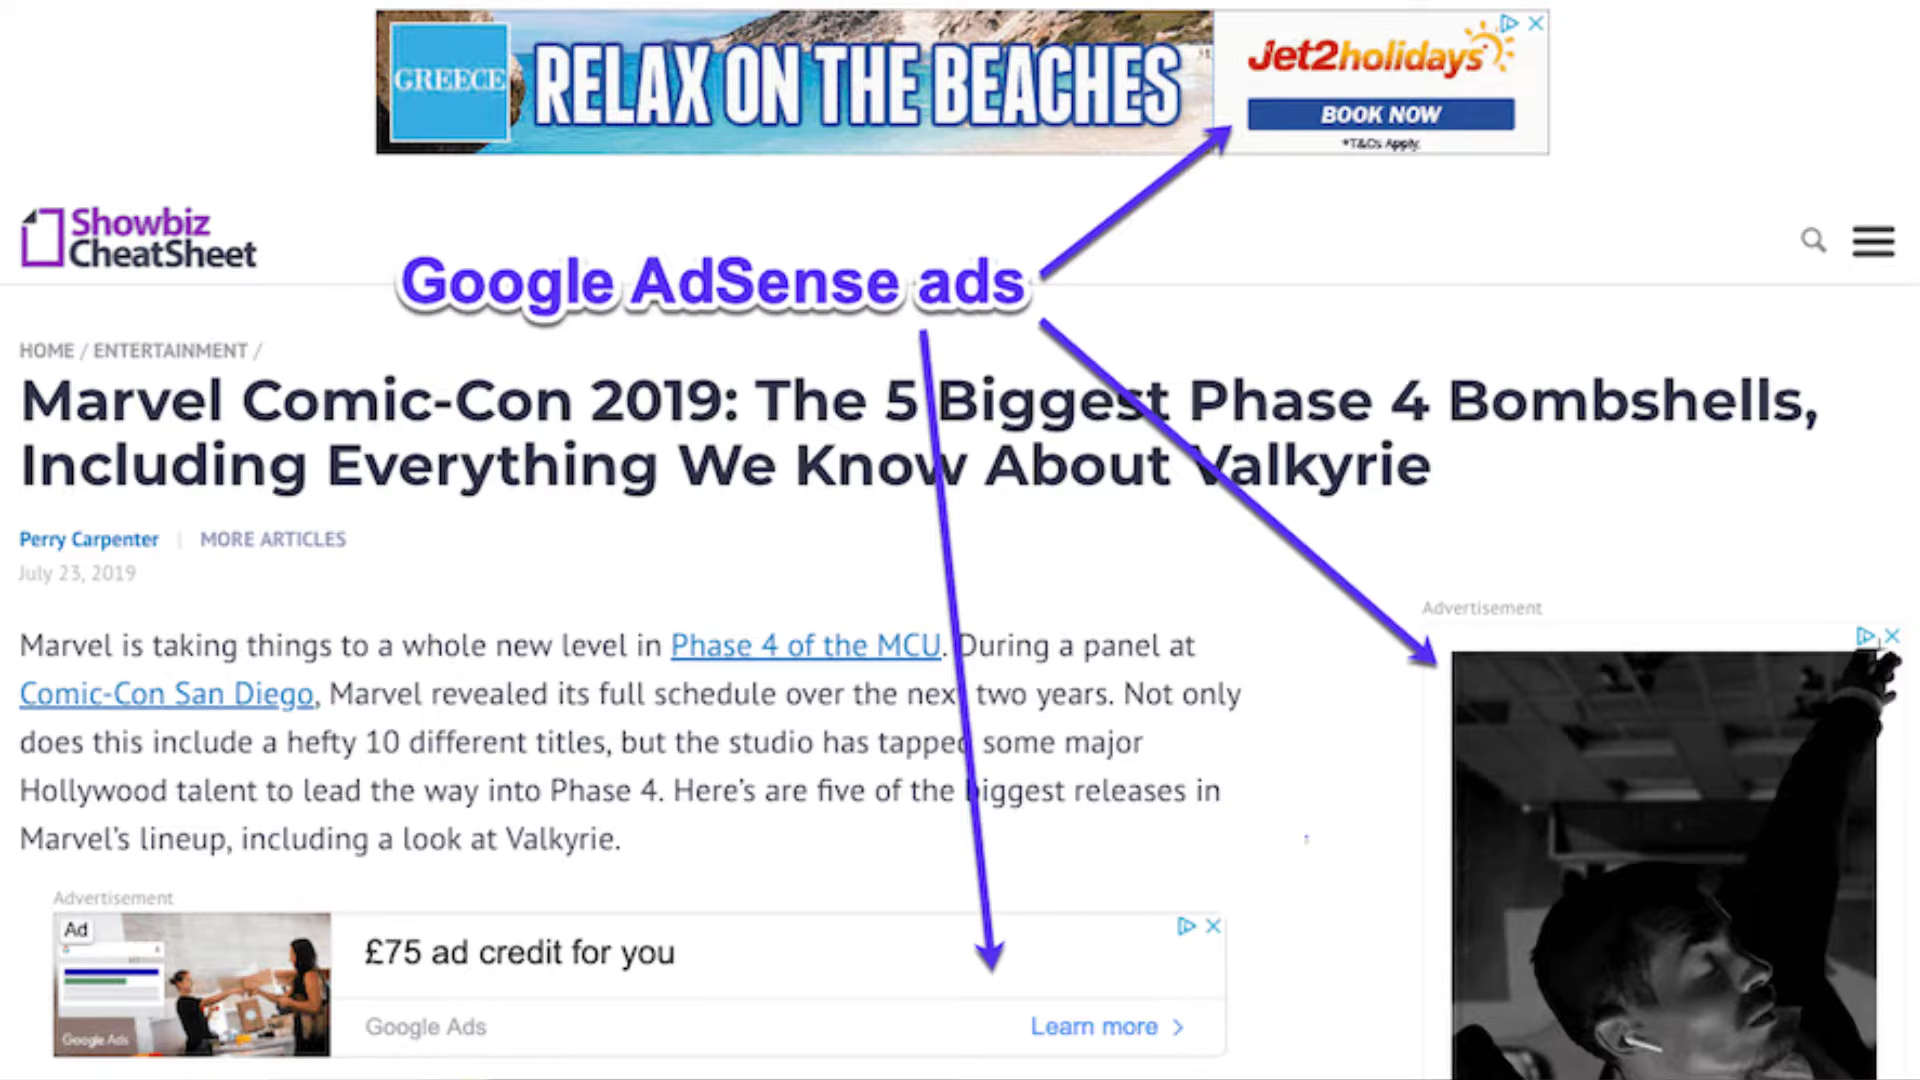 GREECE
RELAX ON THE BEACHES
Jet2holidays
BOOK NOW
*T&Cs Apply.
Showbiz
CheatSheet
Google AdSense ads
HOME / ENTERTAINMENT /
Marvel Comic-Con 2019: The 5 Biggest Phase 4 Bombshells,
Including Everything We Know About Valkyrie
Perry Carpenter | MORE ARTICLES
July 23, 2019
Marvel is taking things to a whole new level in Phase 4 of the MCU. During a panel at
Comic-Con San Diego, Marvel revealed its full schedule over the next two years. Not only
does this include a hefty 10 different titles, but the studio has tapped some major
Hollywood talent to lead the way into Phase 4. Here's are five of the biggest releases in
Marvel's lineup, including a look at Valkyrie.
Advertisement
Advertisement
Ad
£75 ad credit for you
Google Ads
Google Ads
Learn more